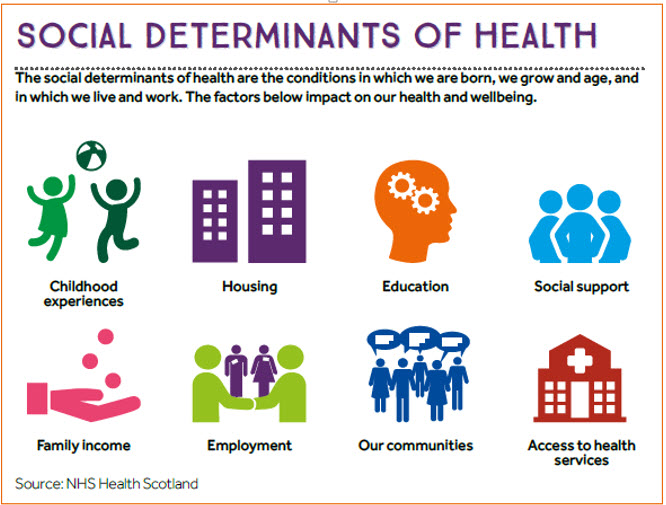 SOCIAL DETERMINANTS OF HEALTH
The social determinants of health are the conditions in which we are born, we grow and age, and
in which we live and work. The factors below impact on our health and wellbeing.
Childhood
experiences
Housing
Education
Social support
Family income
Employment
Our communities
Access to health
services
Source: NHS Health Scotland